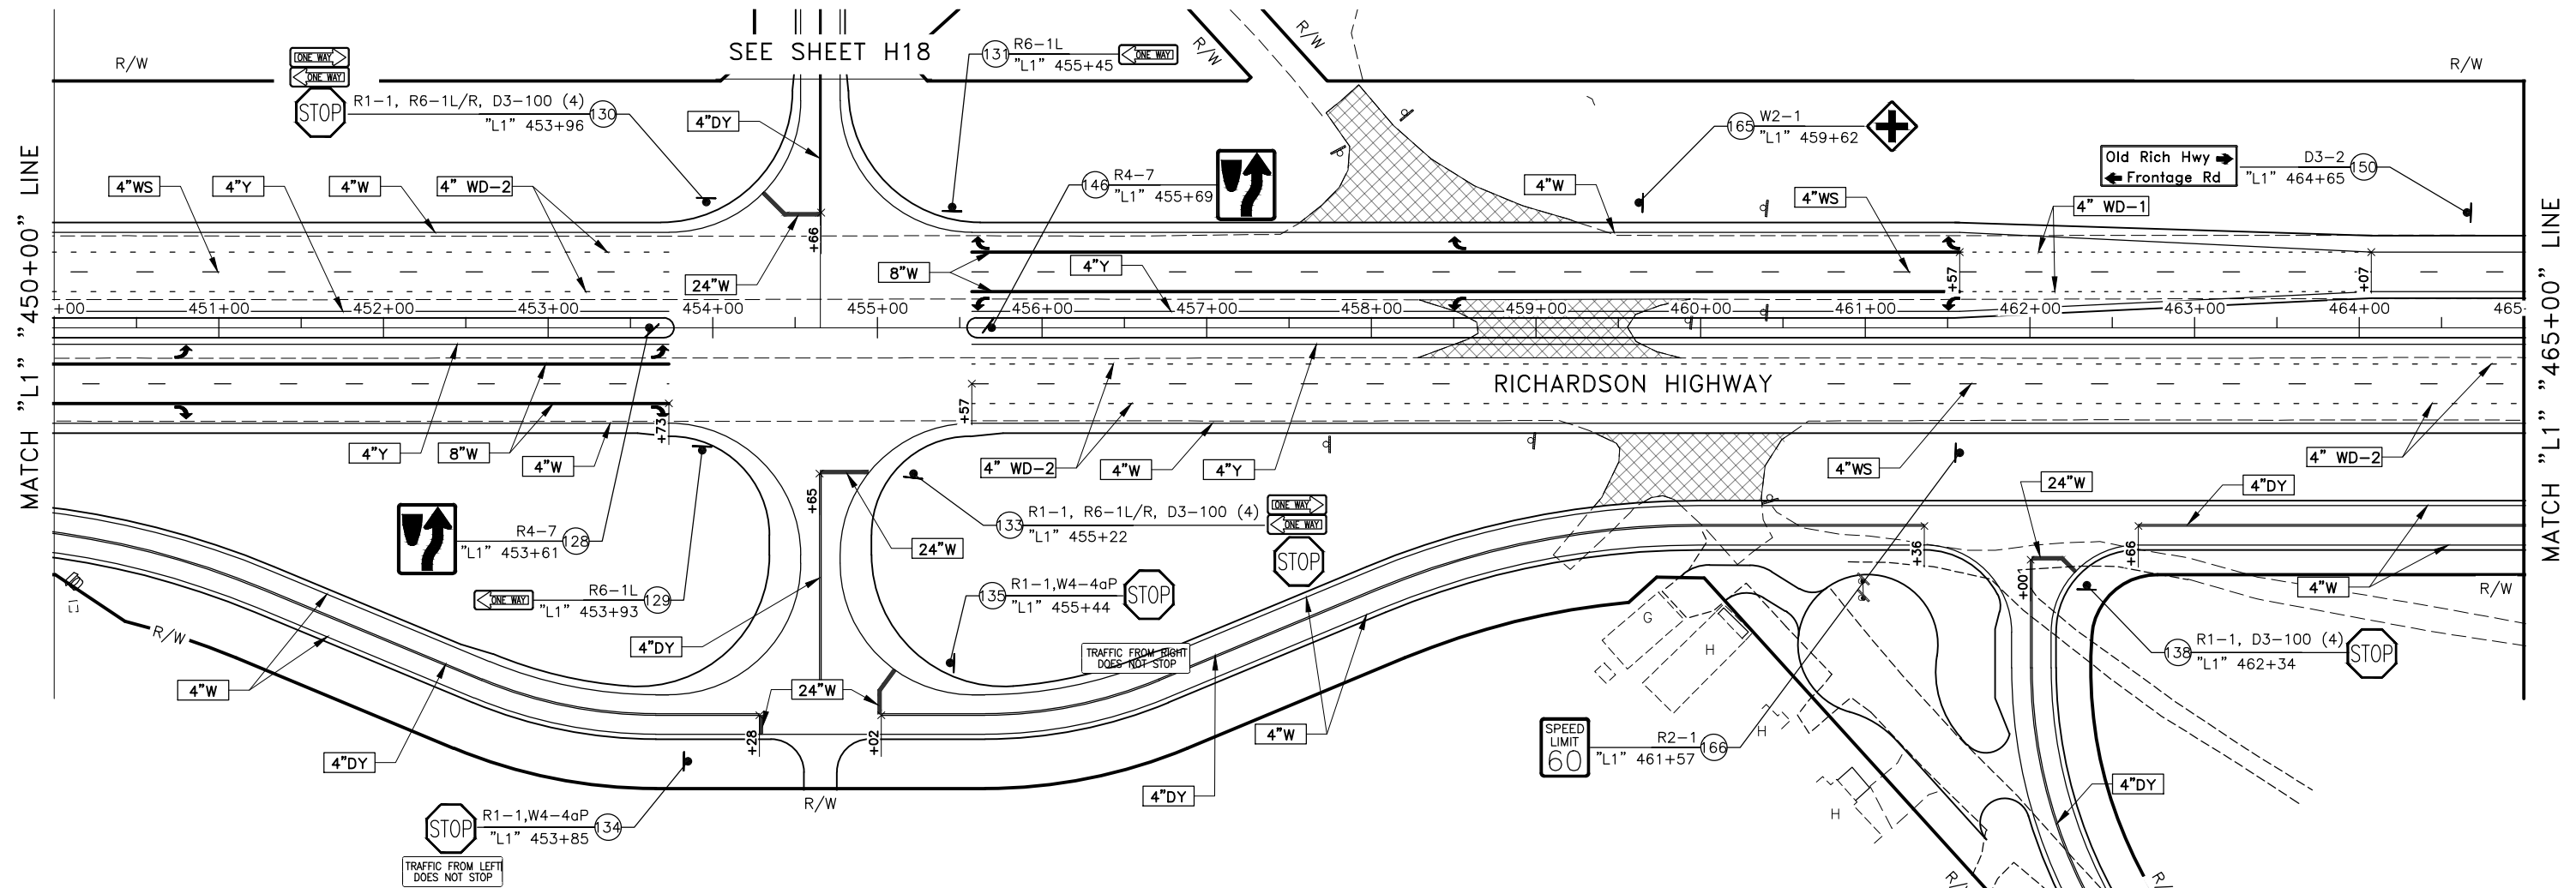 SEE SHEET H18
R/W
R/W
R/W
R/W
ONE WAY
ONE WAY
STOP
R1-1, R6-1L/R, D3-100 (4)
"L1" 453+96
130
4"DY
131
R6-1L
"L1" 455+45
ONE WAY
146
R4-7
"L1" 455+69
165
W2-1
"L1" 459+62
Old Rich Hwy
Frontage Rd
D3-2
"L1" 464+65
150
MATCH "L1" "450+00" LINE
MATCH "L1" "465+00" LINE
4"WS
4"Y
4"W
4" WD-2
24"W
+66
8"W
4"Y
4"W
4"WS
4" WD-1
+57
+07
+00
451+00
452+00
453+00
454+00
455+00
456+00
457+00
458+00
459+00
460+00
461+00
462+00
463+00
464+00
465
RICHARDSON HIGHWAY
+73
+57
4"Y
8"W
4"W
4" WD-2
4"W
4"Y
4"WS
4" WD-2
24"W
4"DY
+65
R4-7
"L1" 453+61
128
24"W
133
R1-1, R6-1L/R, D3-100 (4)
"L1" 455+22
ONE WAY
ONE WAY
STOP
ONE WAY
R6-1L
"L1" 453+93
129
135
R1-1,W4-4aP
"L1" 455+44
STOP
TRAFFIC FROM RIGHT
DOES NOT STOP
+36
+66
+00
4"W
R/W
R/W
4"DY
G
H
138
R1-1, D3-100 (4)
"L1" 462+34
STOP
4"W
24"W
4"W
+28
+02
4"DY
H
SPEED
LIMIT
60
R2-1
"L1" 461+57
166
4"DY
4"DY
R/W
H
STOP
R1-1,W4-4aP
"L1" 453+85
134
TRAFFIC FROM LEFT
DOES NOT STOP
R/W
R/W